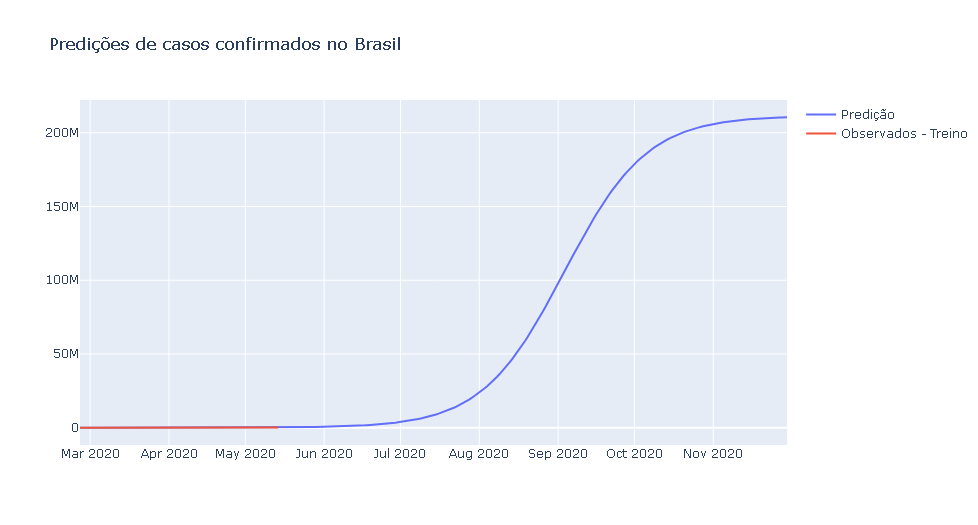 Predições de casos confirmados no Brasil
Predição
Observados - Treino
200M
150M
100M
50M
0
Mar 2020 Apr 2020 May 2020 Jun 2020 Jul 2020 Aug 2020 Sep 2020 Oct 2020 Nov 2020